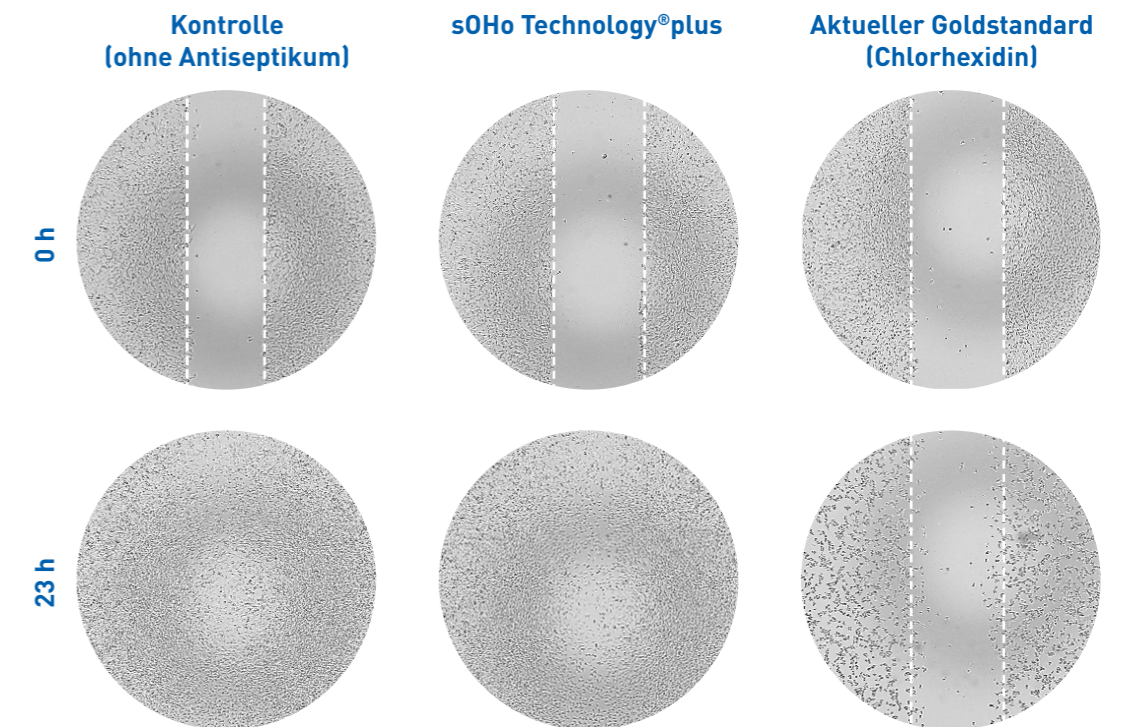 Kontrolle
(ohne Antiseptikum)
sOHo Technology®plus
Aktueller Goldstandard
(Chlorhexidin)
0 h
23 h